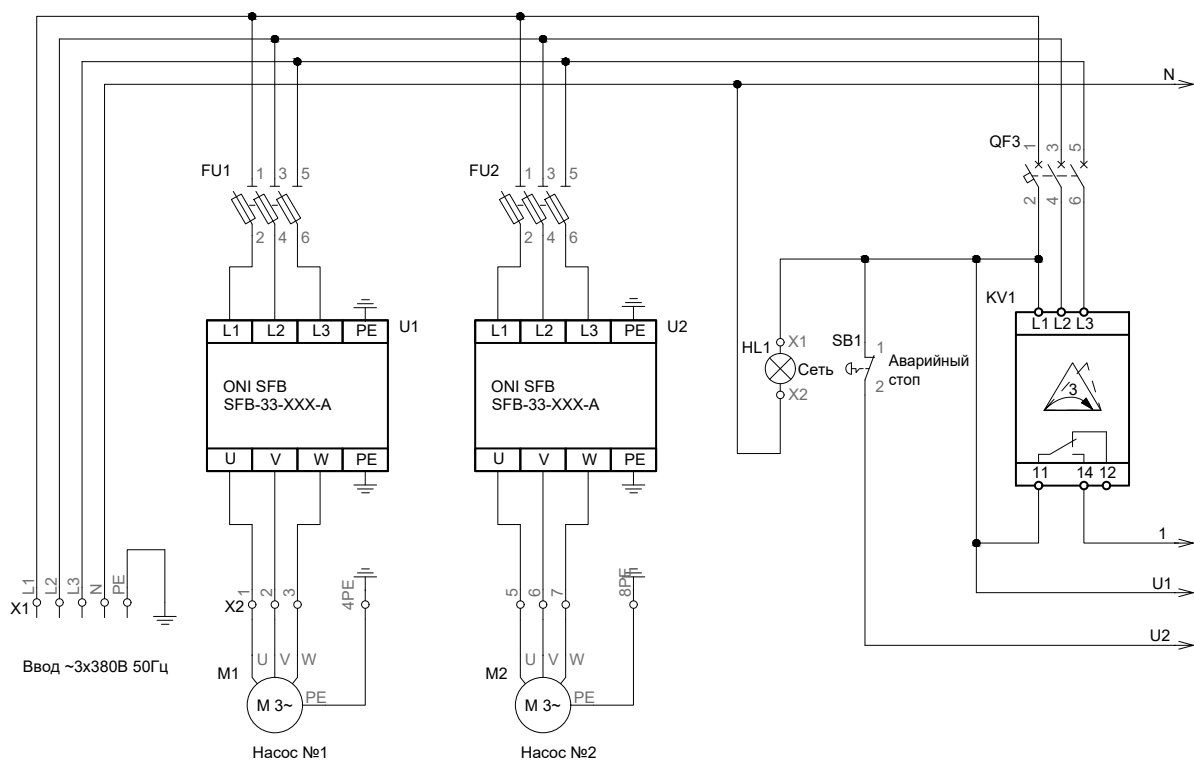 N
QF3
1
3
5
2
4
6
FU1
1
3
5
2
4
6
FU2
1
3
5
2
4
6
L1
L2
L3
PE
U1
ONI SFB
SFB-33-XXX-A
U
V
W
PE
L1
L2
L3
PE
U2
ONI SFB
SFB-33-XXX-A
U
V
W
PE
HL1
X1
Сеть
X2
SB1
1
2
Аварийный
стоп
KV1
L1
L2
L3
3
11
14
12
1
U1
U2
X1
L1
L2
L3
N
PE
Ввод ~3х380В 50Гц
X2
1
2
3
4PE
U
V
W
M1
PE
M 3~
Насос №1
5
6
7
8PE
U
V
W
M2
PE
M 3~
Насос №2